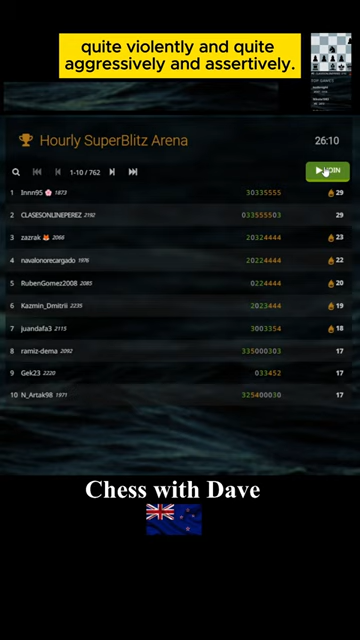 quite violently and quite
aggressively and assertively.
Hourly SuperBlitz Arena 26:10
1-10 / 762 JOIN
1 Innn95 1873 30335555 29
2 CLASESONLINEPEREZ 2192 033555503 29
3 zazrak 2066 20324444 23
4 navalonorecargado 1976 20224444 22
5 RubenGomez2008 2085 0224444 20
6 Kazmin_Dmitrii 2235 2023444 19
7 juandafa3 2115 3003354 18
8 ramiz-dema 2092 335000303 17
9 Gek23 2220 033452 17
10 N_Artak98 1971 325400030 17
Chess with Dave